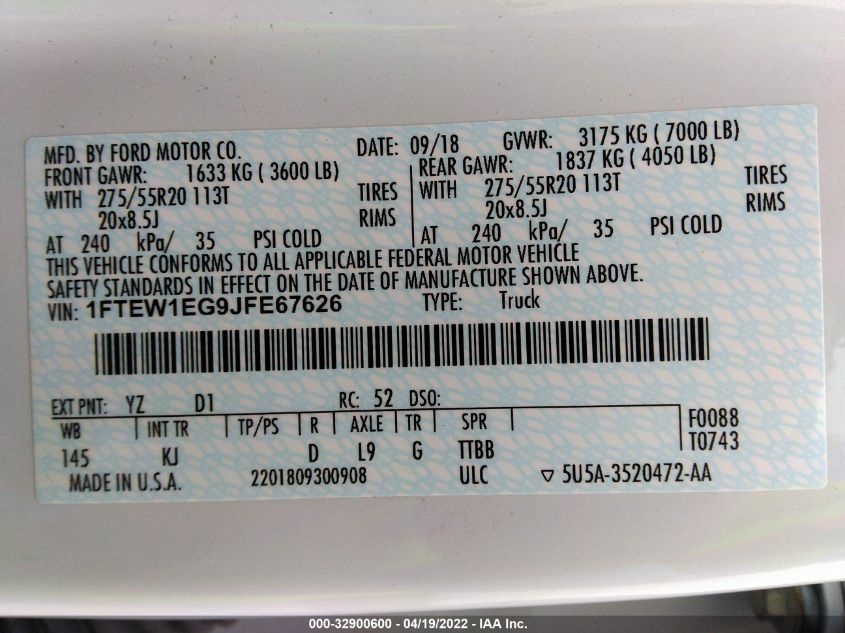 MFD. BY FORD MOTOR CO. DATE: 09/18 GVWR: 3175 KG ( 7000 LB)
FRONT GAWR: 1633 KG ( 3600 LB) REAR GAWR: 1837 KG ( 4050 LB)
WITH 275/55R20 113T TIRES WITH 275/55R20 113T TIRES
20x8.5J RIMS 20x8.5J RIMS
AT 240 kPa/ 35 PSI COLD AT 240 kPa/ 35 PSI COLD
THIS VEHICLE CONFORMS TO ALL APPLICABLE FEDERAL MOTOR VEHICLE
SAFETY STANDARDS IN EFFECT ON THE DATE OF MANUFACTURE SHOWN ABOVE.
VIN: 1FTEW1EG9JFE67626 TYPE: Truck
EXT PNT: YZ D1 RC: 52 DSO:
WB INT TR TP/PS R AXLE TR SPR F0088
145 KJ D L9 G TTBB T0743
MADE IN U.S.A. 2201809300908 ULC ▽ 5U5A-3520472-AA
000-32900600 - 04/19/2022 - IAA Inc.